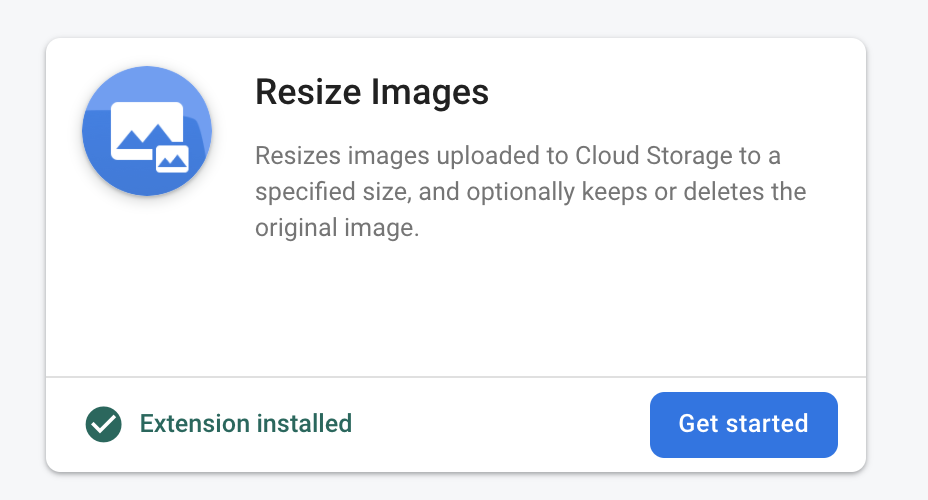 Resize Images
Resizes images uploaded to Cloud Storage to a
specified size, and optionally keeps or deletes the
original image.
Extension installed
Get started